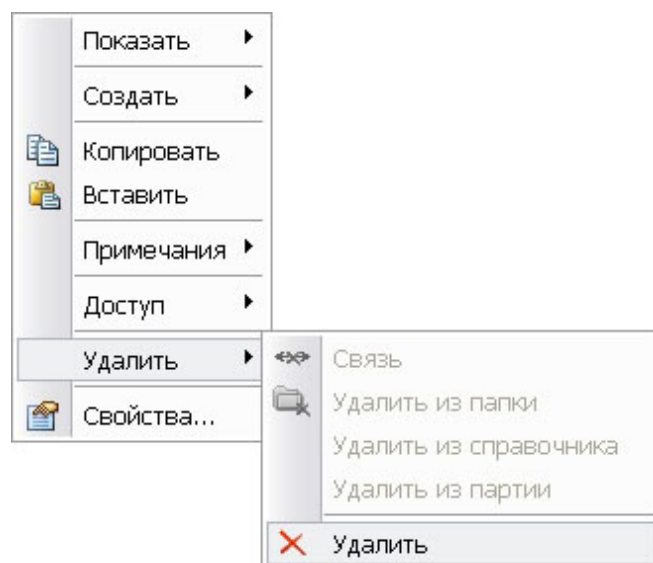 Показать
Создать
Копировать
Вставить
Примечания
Доступ
Удалить
Свойства...
Связь
Удалить из папки
Удалить из справочника
Удалить из партии
Удалить